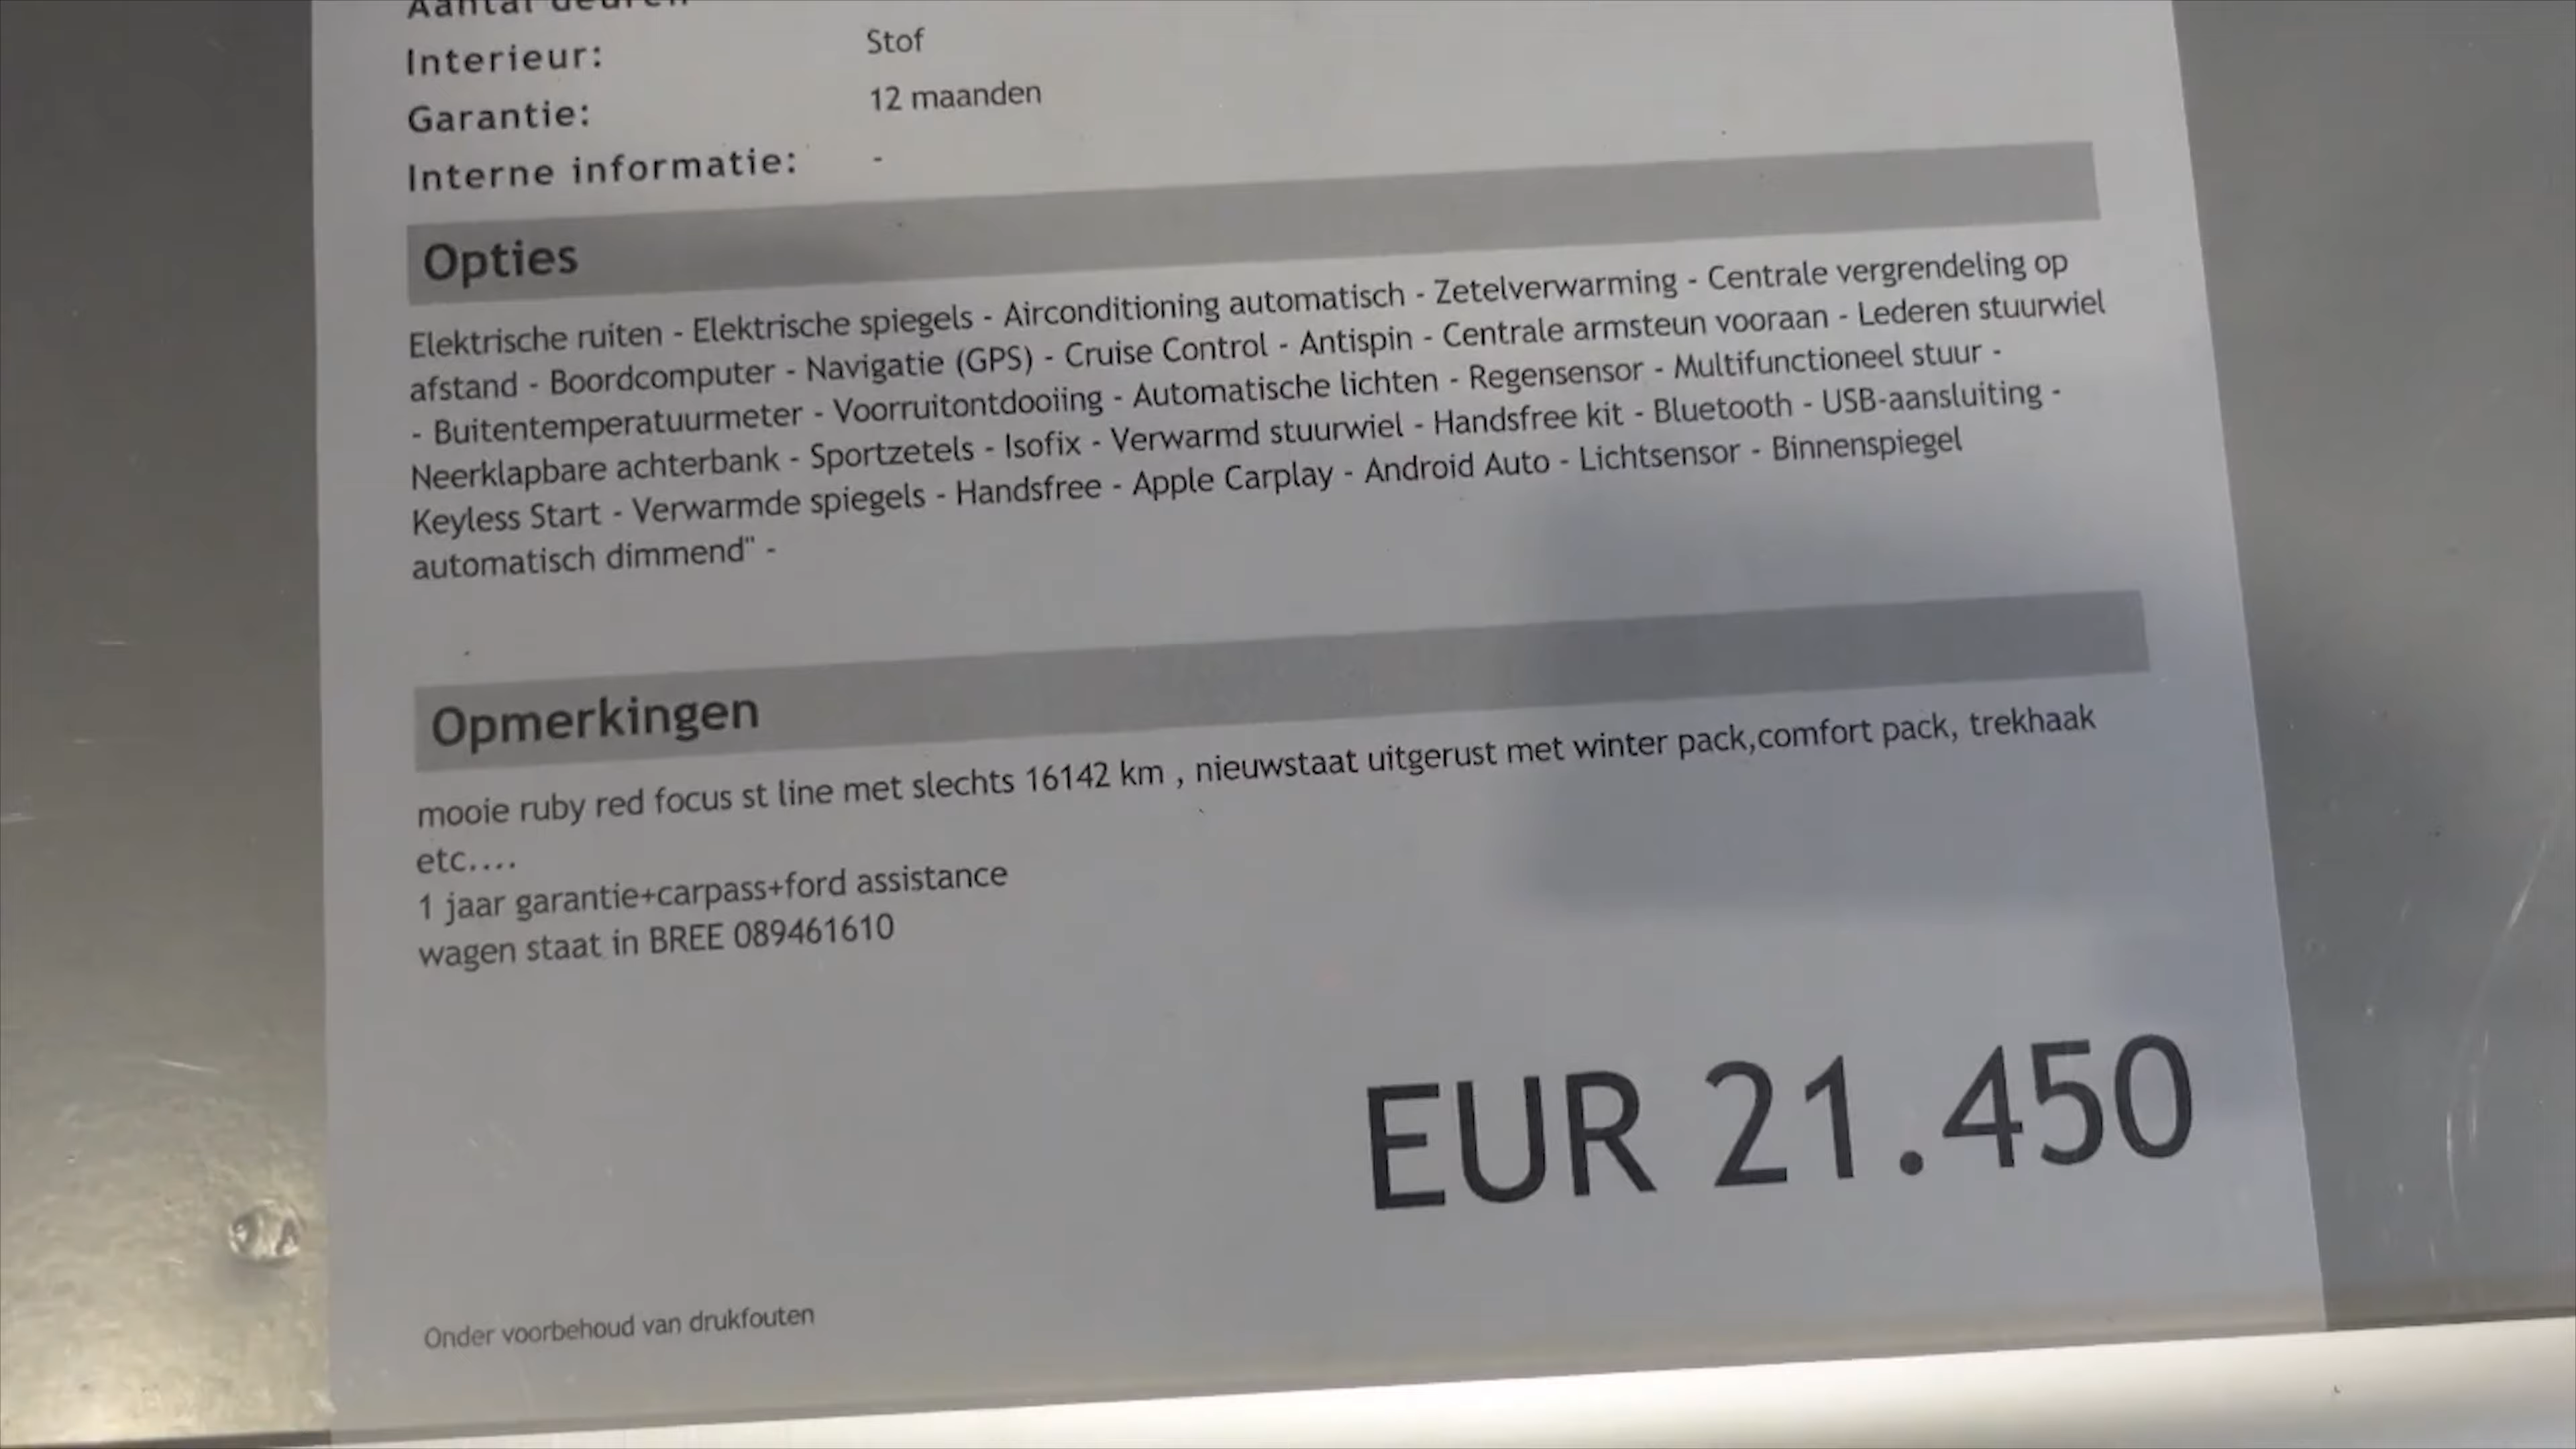 Aantal deuren
Interieur: Stof
Garantie: 12 maanden
Interne informatie: -
Opties
Elektrische ruiten - Elektrische spiegels - Airconditioning automatisch - Zetelverwarming - Centrale vergrendeling op
afstand - Boordcomputer - Navigatie (GPS) - Cruise Control - Antispin - Centrale armsteun vooraan - Lederen stuurwiel
- Buitentemperatuurmeter - Voorruitontdooiing - Automatische lichten - Regensensor - Multifunctioneel stuur -
Neerklapbare achterbank - Sportzetels - Isofix - Verwarmd stuurwiel - Handsfree kit - Bluetooth - USB-aansluiting -
Keyless Start - Verwarmde spiegels - Handsfree - Apple Carplay - Android Auto - Lichtsensor - Binnenspiegel
automatisch dimmend" -
Opmerkingen
mooie ruby red focus st line met slechts 16142 km , nieuwstaat uitgerust met winter pack,comfort pack, trekhaak
etc....
1 jaar garantie+carpass+ford assistance
wagen staat in BREE 089461610
EUR 21.450
Onder voorbehoud van drukfouten